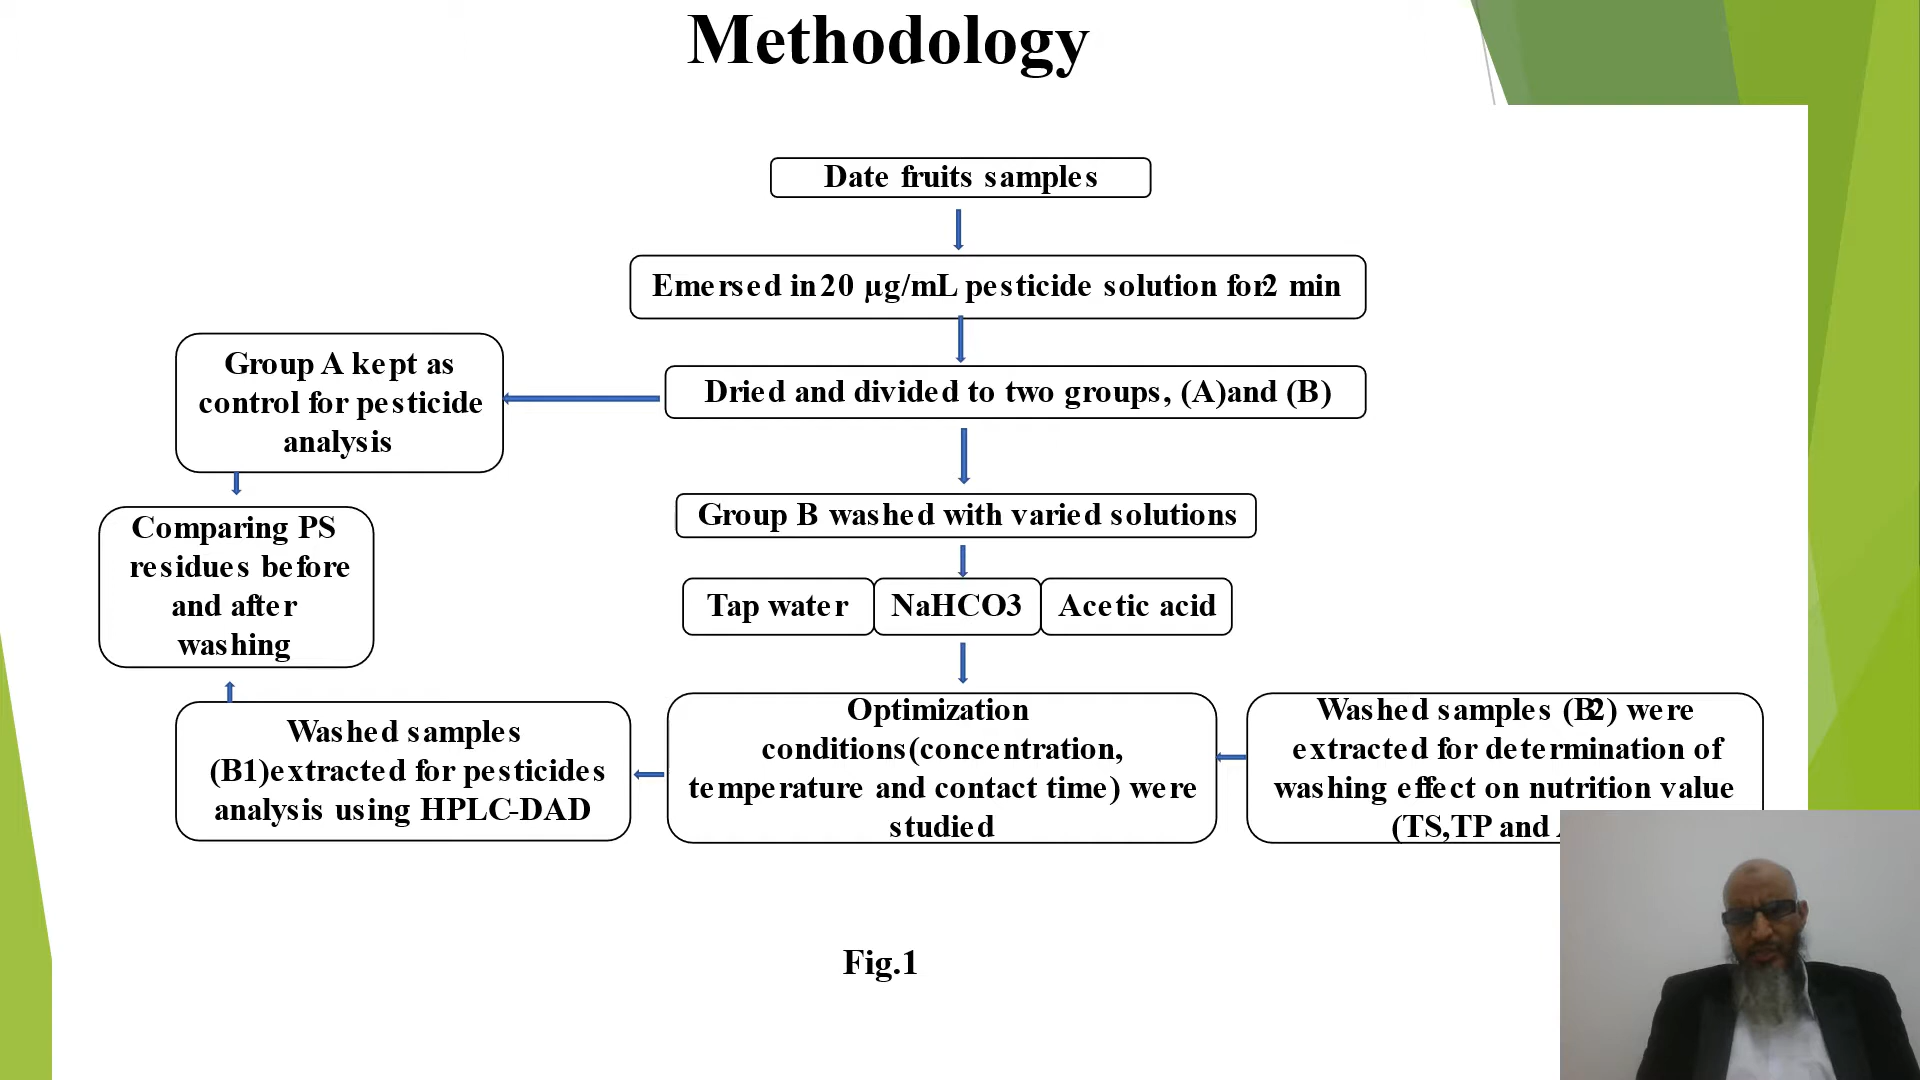 Methodology
Date fruits samples
Emersed in 20 µg/mL pesticide solution for 2 min
Group A kept as
control for pesticide
analysis
Dried and divided to two groups, (A)and (B)
Group B washed with varied solutions
Comparing PS
residues before
and after
washing
Tap water
NaHCO3
Acetic acid
Washed samples
(B1)extracted for pesticides
analysis using HPLC-DAD
Optimization
conditions(concentration,
temperature and contact time) were
studied
Washed samples (B2) were
extracted for determination of
washing effect on nutrition value
(TS,TP and
Fig.1